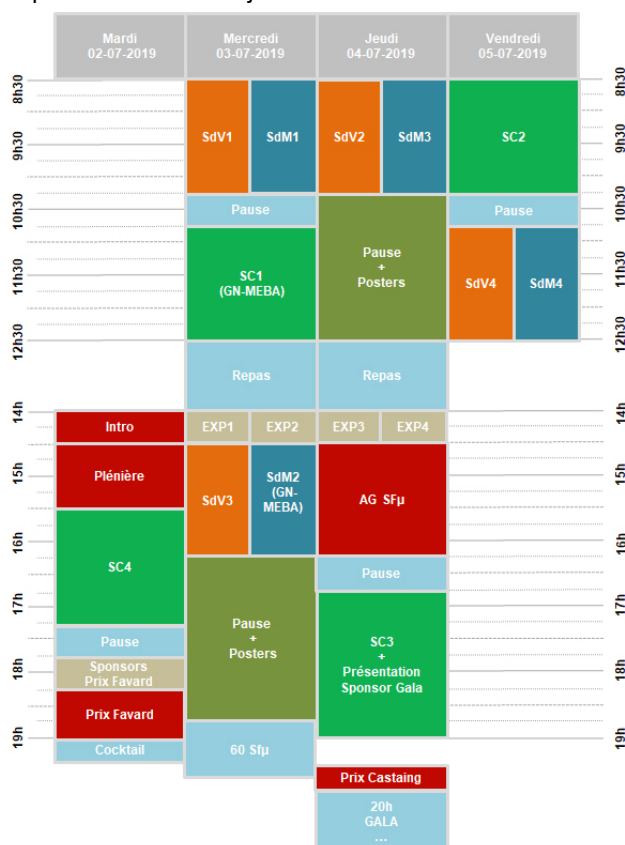 Mardi
02-07-2019
Mercredi
03-07-2019
Jeudi
04-07-2019
Vendredi
05-07-2019
8h30
8h30
SdV1
SdM1
SdV2
SdM3
SC2
9h30
9h30
Pause
Pause
10h30
10h30
Pause
+
Posters
SC1
(GN-MEBA)
SdV4
SdM4
11h30
11h30
12h30
12h30
Repas
Repas
14h
14h
Intro
EXP1
EXP2
EXP3
EXP4
Plénière
SdV3
SdM2
(GN-
MEBA)
AG SFµ
15h
15h
SC4
16h
16h
Pause
Pause
+
Posters
17h
17h
SC3
+
Présentation
Sponsor Gala
Pause
Sponsors
Prix Favard
18h
18h
Prix Favard
19h
19h
Cocktail
60 Sfµ
Prix Castaing
20h
GALA
...